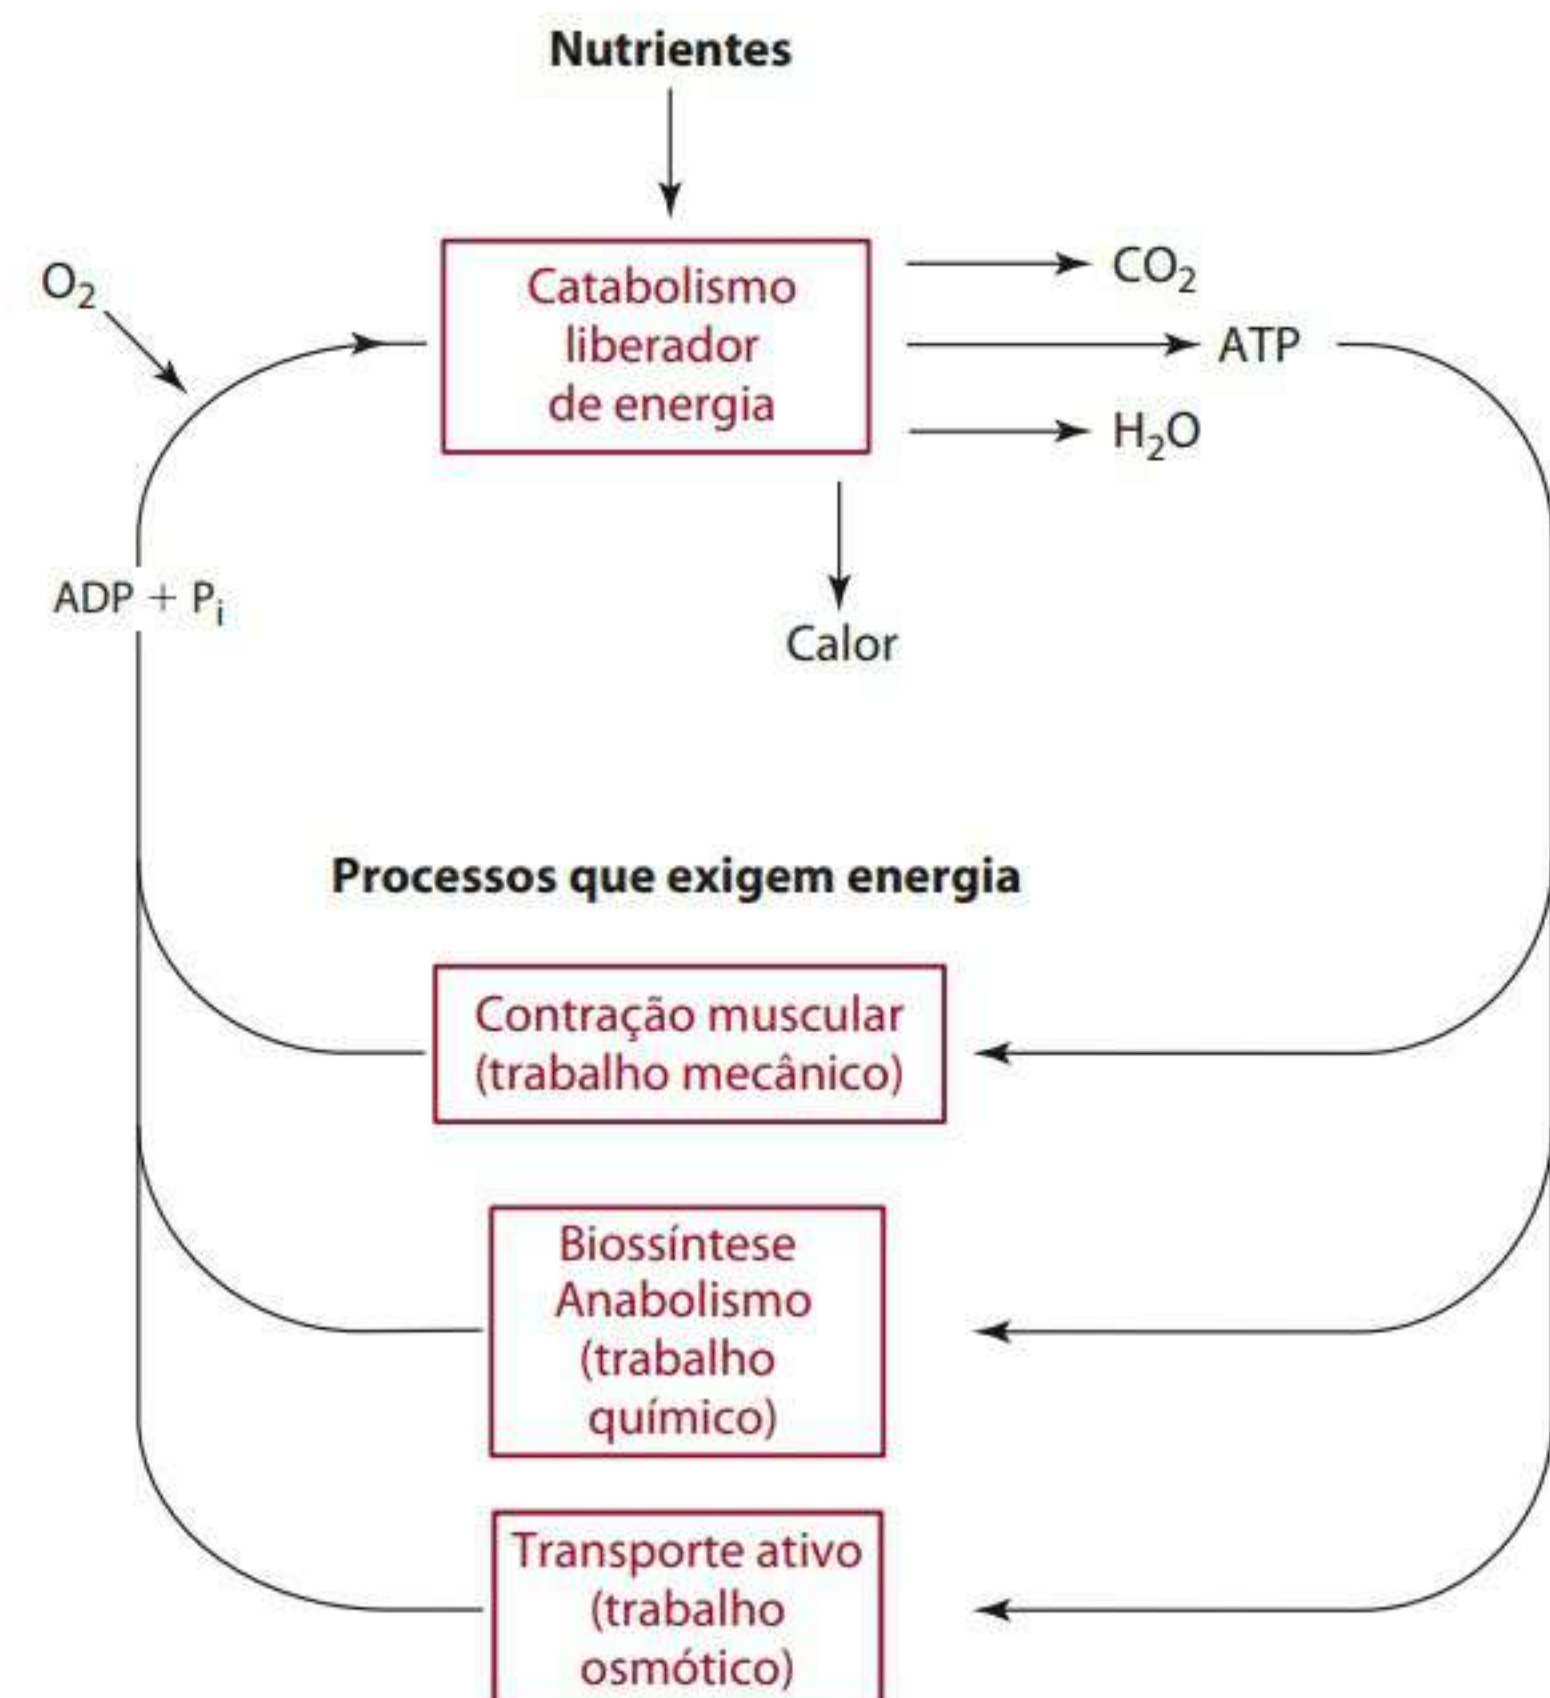 Nutrientes
O₂
Catabolismo
liberador
de energia
CO₂
ATP
H₂O
ADP + Pᵢ
Calor
Processos que exigem energia
Contração muscular
(trabalho mecânico)
Biossíntese
Anabolismo
(trabalho
químico)
Transporte ativo
(trabalho
osmótico)